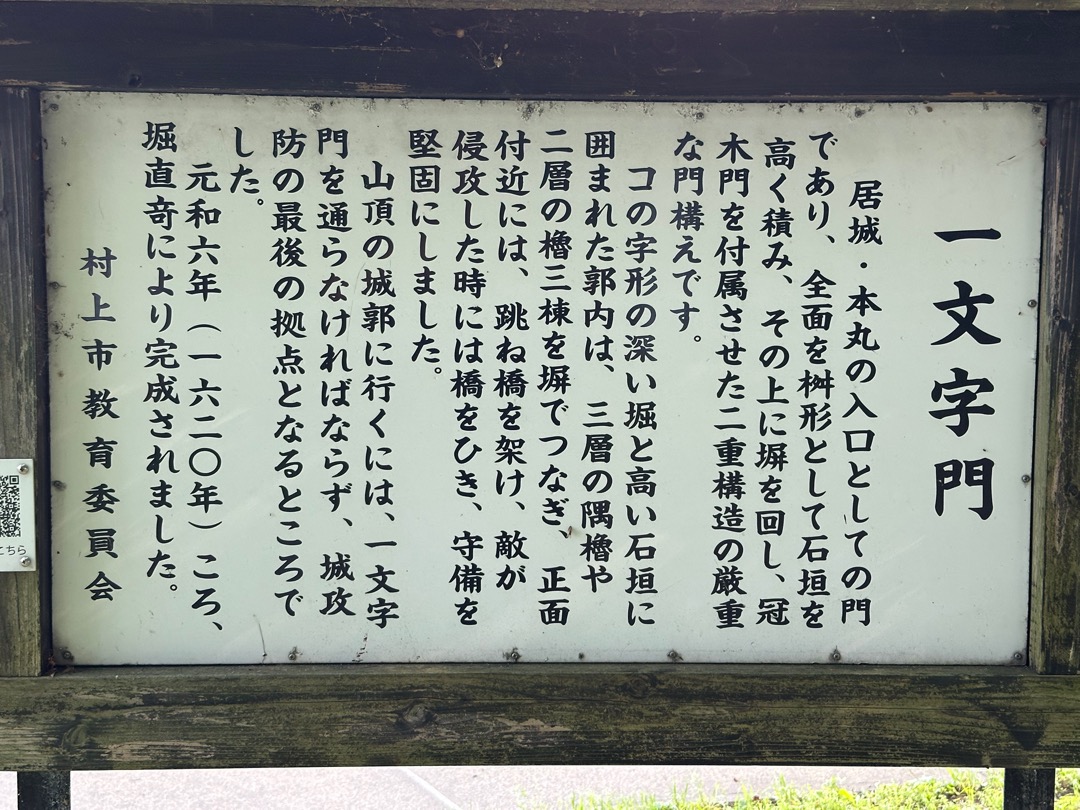 一文字門
居城・本丸の入口としての門
であり、全面を桝形として石垣を
高く積み、その上に塀を回し、冠
木門を付属させた二重構造の厳重
な門構えです。
コの字形の深い堀と高い石垣に
囲まれた郭内は、三層の隅櫓や
二層の櫓三棟を塀でつなぎ、正面
付近には、跳ね橋を架け、敵が
侵攻した時には橋をひき、守備を
堅固にしました。
山頂の城郭に行くには、一文字
門を通らなければならず、城攻
防の最後の拠点となるところで
した。
元和六年（一六二〇年）ころ、
堀直竒により完成されました。
村上市教育委員会
こちら